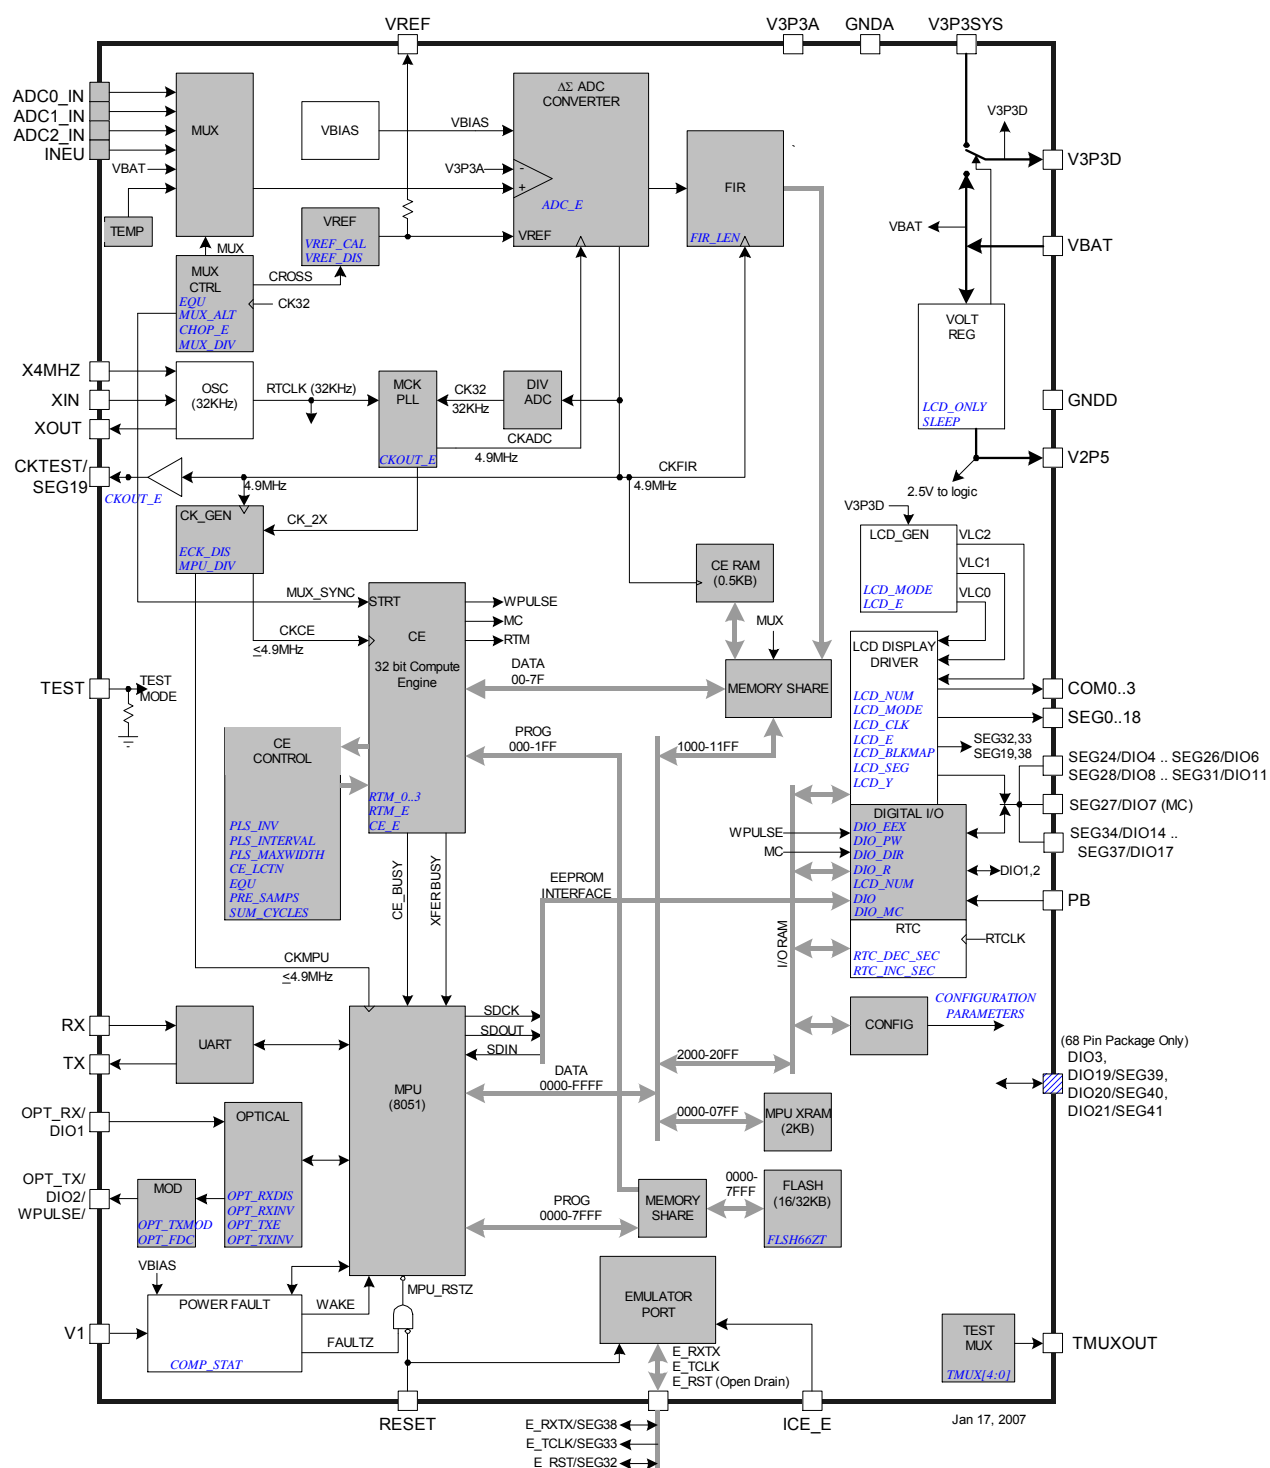 VREF
V3P3A
GNDA
V3P3SYS
ADC0_IN
ADC1_IN
ADC2_IN
INEU
VBAT
TEMP
MUX
VBIAS
VBIAS
V3P3A
ΔΣ ADC
CONVERTER
-
+
ADC_E
VREF
FIR
FIR_LEN
V3P3D
V3P3D
VBAT
VBAT
VREF
VREF_CAL
VREF_DIS
MUX
MUX
CTRL
EQU
MUX_ALT
CHOP_E
MUX_DIV
CROSS
CK32
VOLT
REG
LCD_ONLY
SLEEP
X4MHZ
XIN
XOUT
OSC
(32KHz)
RTCLK (32KHz)
MCK
PLL
CKOUT_E
CK32
32KHz
DIV
ADC
CKADC
4.9MHz
GNDD
V2P5
2.5V to logic
CKTEST/
SEG19
CKOUT_E
4.9MHz
CKFIR
4.9MHz
CK_GEN
ECK_DIS
MPU_DIV
CK_2X
V3P3D
LCD_GEN
LCD_MODE
LCD_E
VLC2
VLC1
VLC0
CE RAM
(0.5KB)
MUX_SYNC
CKCE
≤4.9MHz
STRT
CE
32 bit Compute
Engine
RTM_0..3
RTM_E
CE_E
WPULSE
MC
RTM
DATA
00-7F
MUX
MEMORY SHARE
PROG
000-1FF
1000-11FF
LCD DISPLAY
DRIVER
LCD_NUM
LCD_MODE
LCD_CLK
LCD_E
LCD_BLKMAP
LCD_SEG
LCD_Y
COM0..3
SEG0..18
SEG32,33
SEG19,38
SEG24/DIO4 .. SEG26/DIO6
SEG28/DIO8 .. SEG31/DIO11
SEG27/DIO7 (MC)
SEG34/DIO14 ..
SEG37/DIO17
TEST
TEST
MODE
CE
CONTROL
PLS_INV
PLS_INTERVAL
PLS_MAXWIDTH
CE_LCTN
EQU
PRE_SAMPS
SUM_CYCLES
WPULSE
MC
DIGITAL I/O
DIO_EEX
DIO_PW
DIO_DIR
DIO_R
LCD_NUM
DIO
DIO_MC
DIO1,2
PB
CE_BUSY
XFERBUSY
EEPROM
INTERFACE
I/O RAM
RTC
RTC_DEC_SEC
RTC_INC_SEC
RTCLK
CKMPU
≤4.9MHz
CONFIG
CONFIGURATION
PARAMETERS
RX
TX
UART
MPU
(8051)
SDCK
SDOUT
SDIN
DATA
0000-FFFF
2000-20FF
0000-07FF
MPU XRAM
(2KB)
(68 Pin Package Only)
DIO3,
DIO19/SEG39,
DIO20/SEG40,
DIO21/SEG41
OPT_RX/
DIO1
OPTICAL
OPT_RXDIS
OPT_RXINV
OPT_TXE
OPT_TXINV
OPT_TX/
DIO2/
WPULSE/
MOD
OPT_TXMOD
OPT_FDC
PROG
0000-7FFF
MEMORY
SHARE
0000-
7FFF
FLASH
(16/32KB)
FLSH66ZT
VBIAS
POWER FAULT
COMP_STAT
WAKE
FAULTZ
MPU_RSTZ
V1
EMULATOR
PORT
E_RXTX
E_TCLK
E_RST (Open Drain)
TEST
MUX
TMUX[4:0]
TMUXOUT
RESET
ICE_E
Jan 17, 2007
E_RXTX/SEG38
E_TCLK/SEG33
E_RST/SEG32